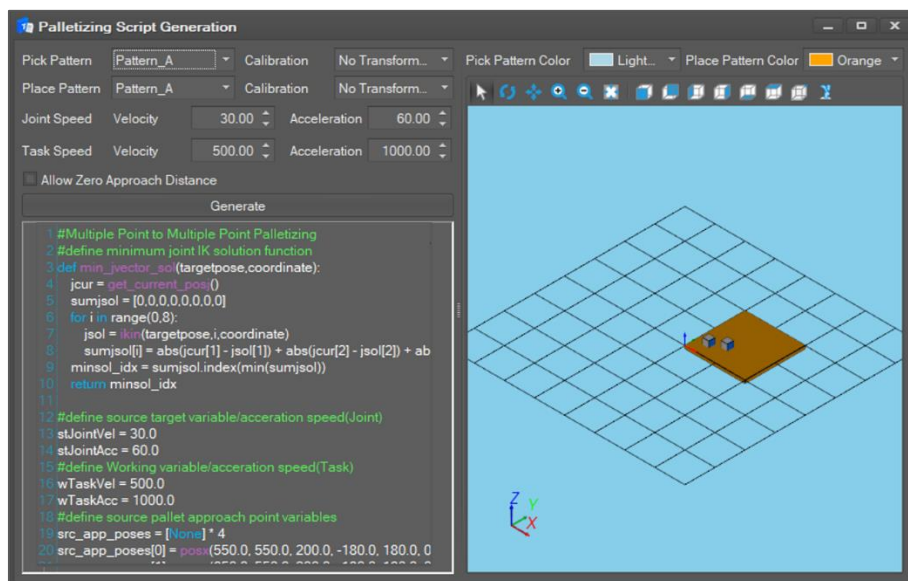 Palletizing Script Generation
Pick Pattern Pattern_A Calibration No Transform... Pick Pattern Color Light... Place Pattern Color Orange
Place Pattern Pattern_A Calibration No Transform...
Joint Speed Velocity 30.00 Acceleration 60.00
Task Speed Velocity 500.00 Acceleration 1000.00
Allow Zero Approach Distance
Generate
1 #Multiple Point to Multiple Point Palletizing
2 #define minimum joint IK solution function
3 def min_jvector_sol(targetpose,coordinate):
4 jcur = get_current_posj()
5 sumjsol = [0,0,0,0,0,0,0,0]
6 for i in range(0,8):
7 jsol = ikin(targetpose,i,coordinate)
8 sumjsol[i] = abs(jcur[1] - jsol[1]) + abs(jcur[2] - jsol[2]) + ab
9 minsol_idx = sumjsol.index(min(sumjsol))
10 return minsol_idx
11
12 #define source target variable/acceration speed(Joint)
13 stJointVel = 30.0
14 stJointAcc = 60.0
15 #define Working variable/acceration speed(Task)
16 wTaskVel = 500.0
17 wTaskAcc = 1000.0
18 #define source pallet approach point variables
19 src_app_poses = [None] * 4
20 src_app_poses[0] = posx(550.0, 550.0, 200.0, -180.0, 180.0, 0
Z
Y
X